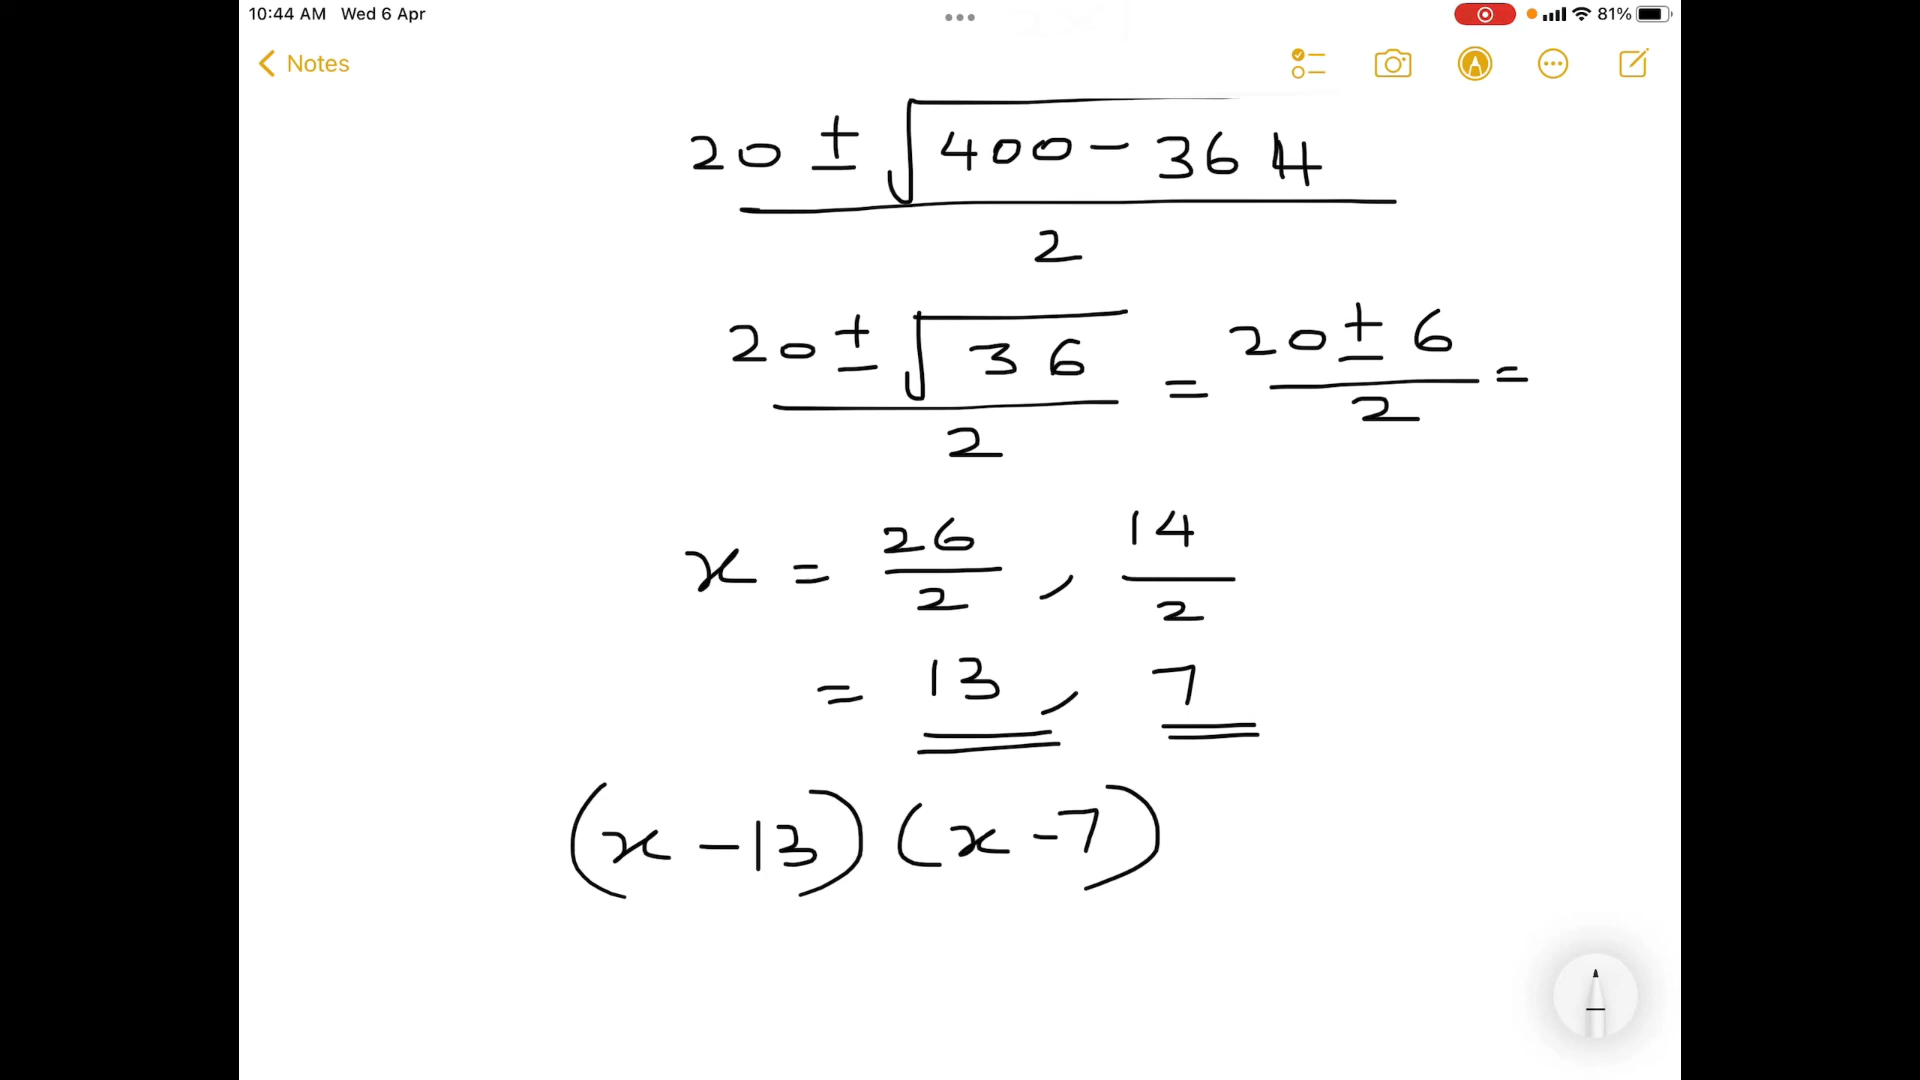 10:44 AM Wed 6 Apr 81%
Notes
20 ± √400 - 364
2
20 ± √36 = 20 ± 6 =
2 2
x = 26 , 14
2 2
= 13 , 7
(x - 13) (x - 7)